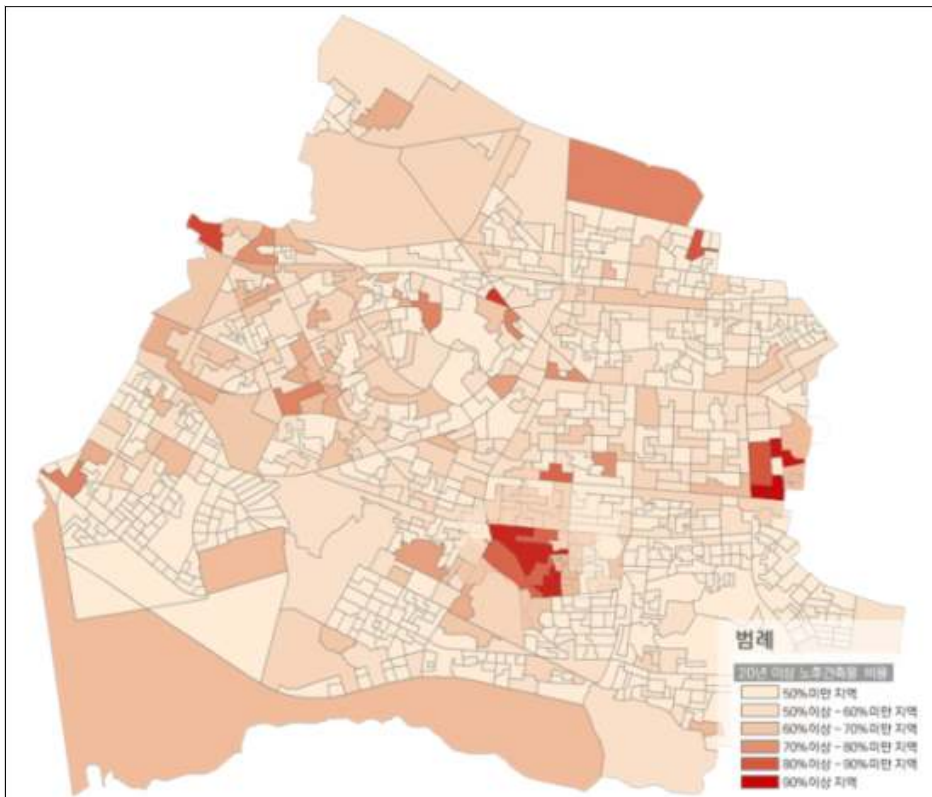 범례
20년 이상 노후건축물 비율
50%미만 지역
50%이상 - 60%미만 지역
60%이상 - 70%미만 지역
70%이상 - 80%미만 지역
80%이상 - 90%미만 지역
90%이상 지역